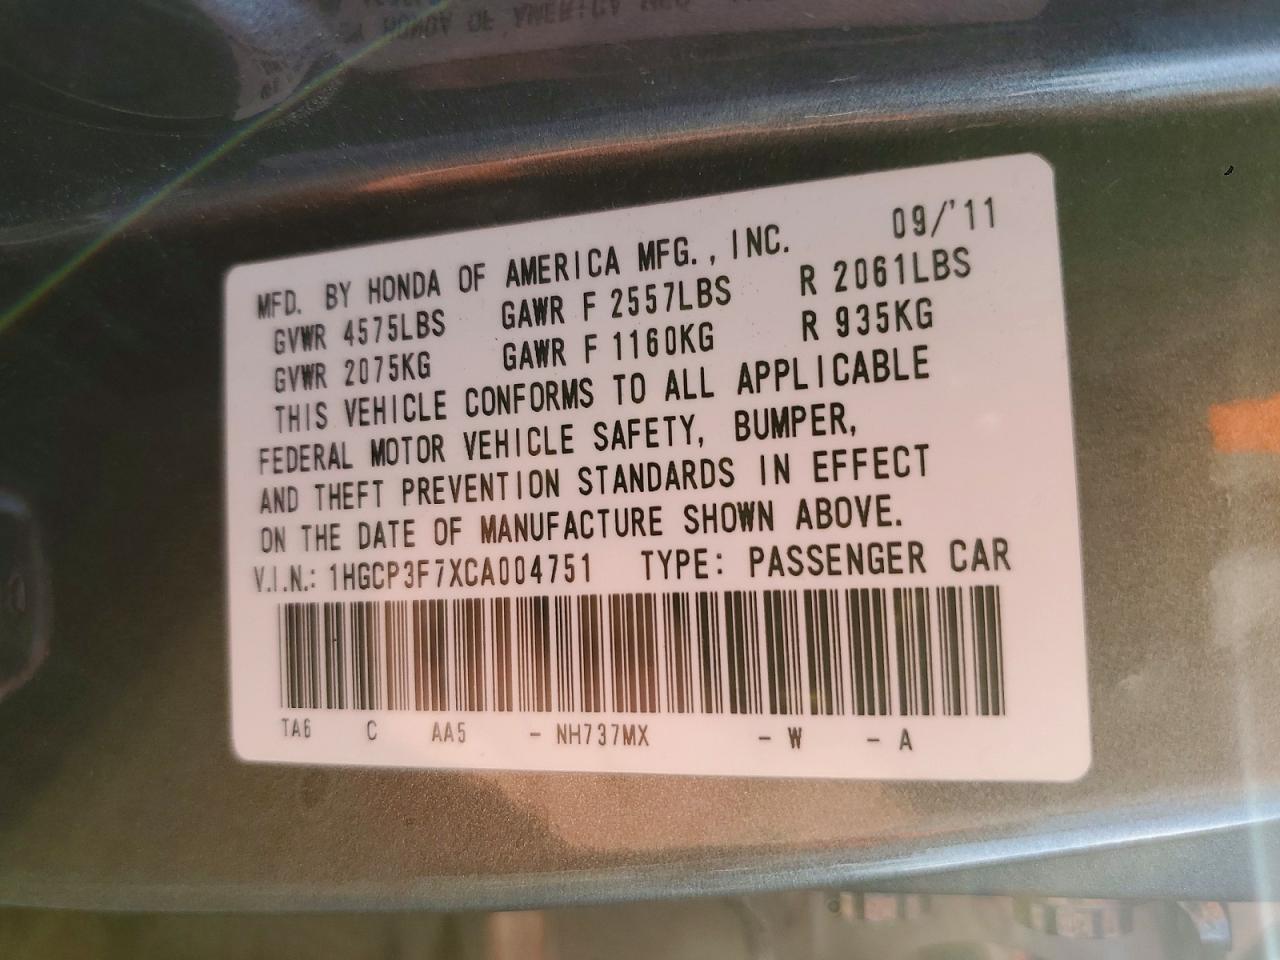 MFD. BY HONDA OF AMERICA MFG., INC. 09/'11
GVWR 4575LBS GAWR F 2557LBS R 2061LBS
GVWR 2075KG GAWR F 1160KG R 935KG
THIS VEHICLE CONFORMS TO ALL APPLICABLE
FEDERAL MOTOR VEHICLE SAFETY, BUMPER,
AND THEFT PREVENTION STANDARDS IN EFFECT
ON THE DATE OF MANUFACTURE SHOWN ABOVE.
V.I.N.: 1HGCP3F7XCA004751 TYPE: PASSENGER CAR
TA6 C AA5 - NH737MX - W - A